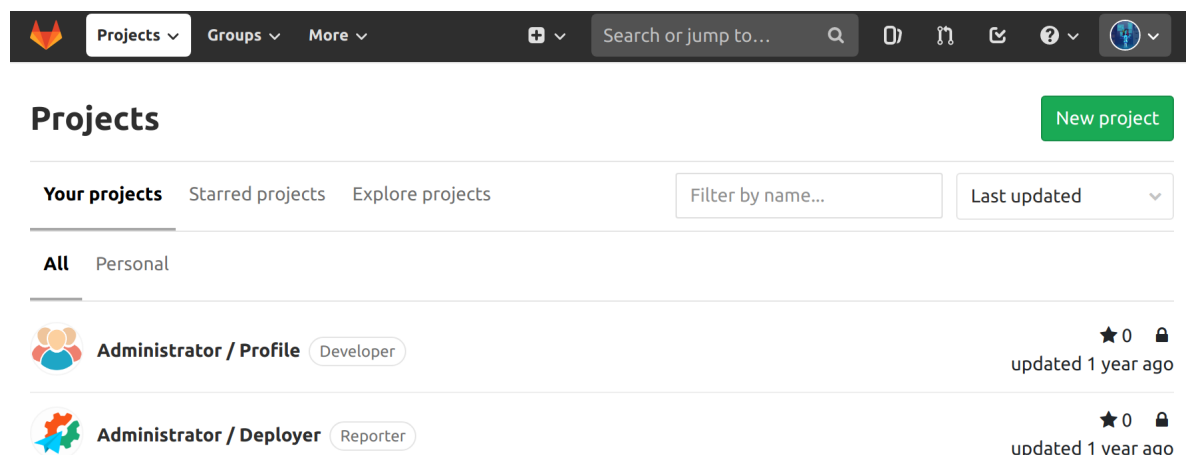 Projects Groups More Search or jump to...
Projects
New project
Your projects Starred projects Explore projects Filter by name... Last updated
All Personal
Administrator / Profile Developer
0
updated 1 year ago
Administrator / Deployer Reporter
0
updated 1 year ago